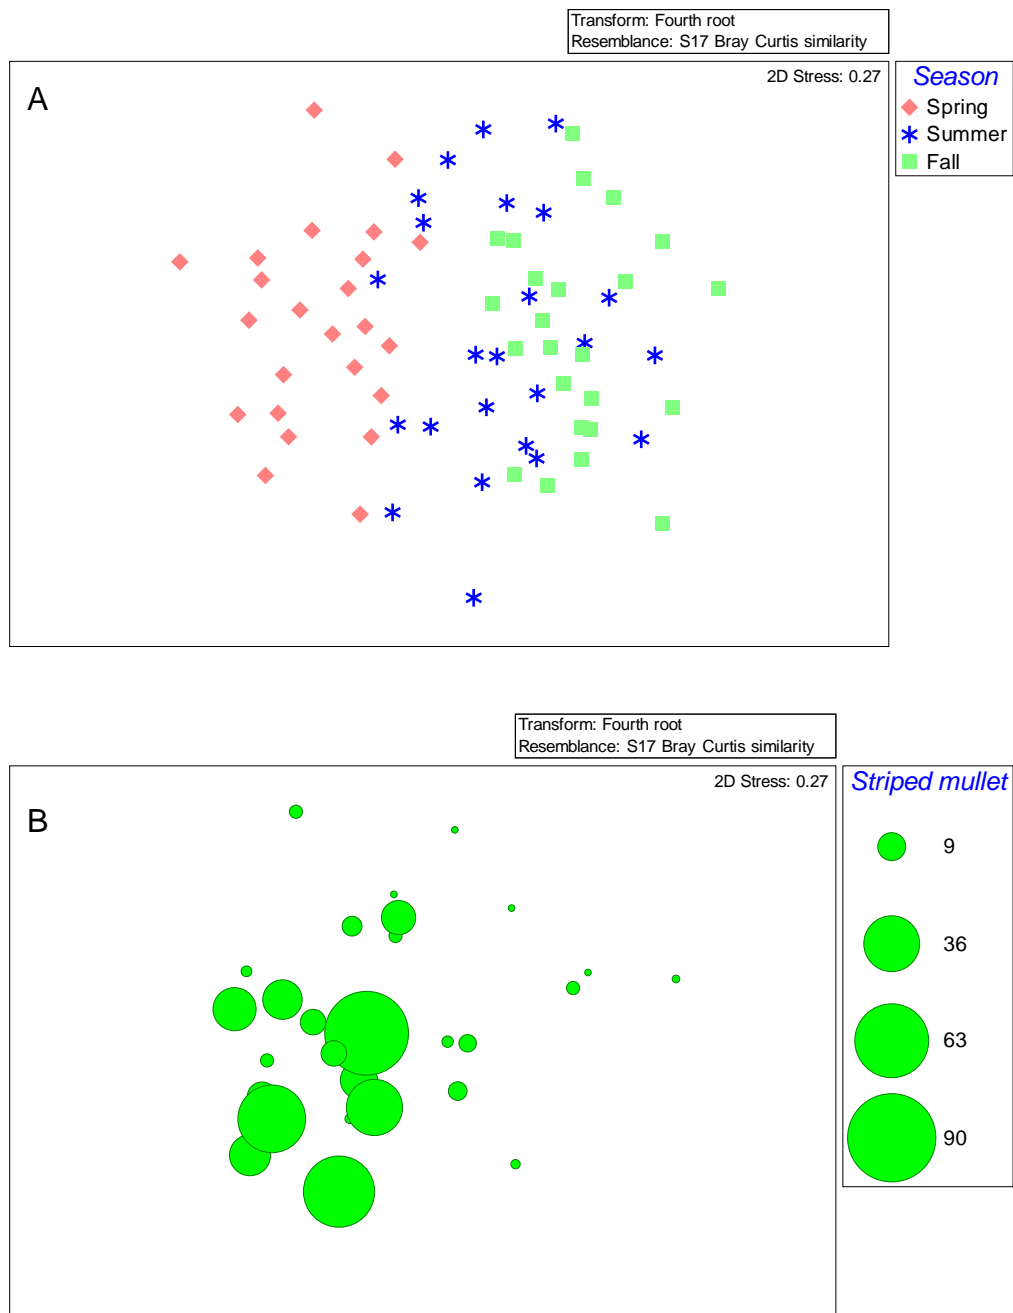 Transform: Fourth root
Resemblance: S17 Bray Curtis similarity
2D Stress: 0.27
A
Season
Spring
Summer
Fall
Transform: Fourth root
Resemblance: S17 Bray Curtis similarity
2D Stress: 0.27
B
Striped mullet
9
36
63
90